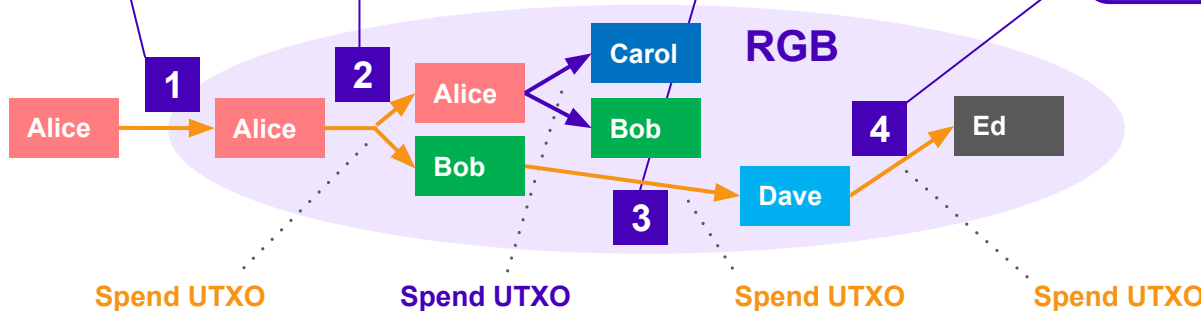 RGB
1
2
Carol
Alice
Alice
Alice
Bob
4
Ed
Bob
3
Dave
Spend UTXO
Spend UTXO
Spend UTXO
Spend UTXO